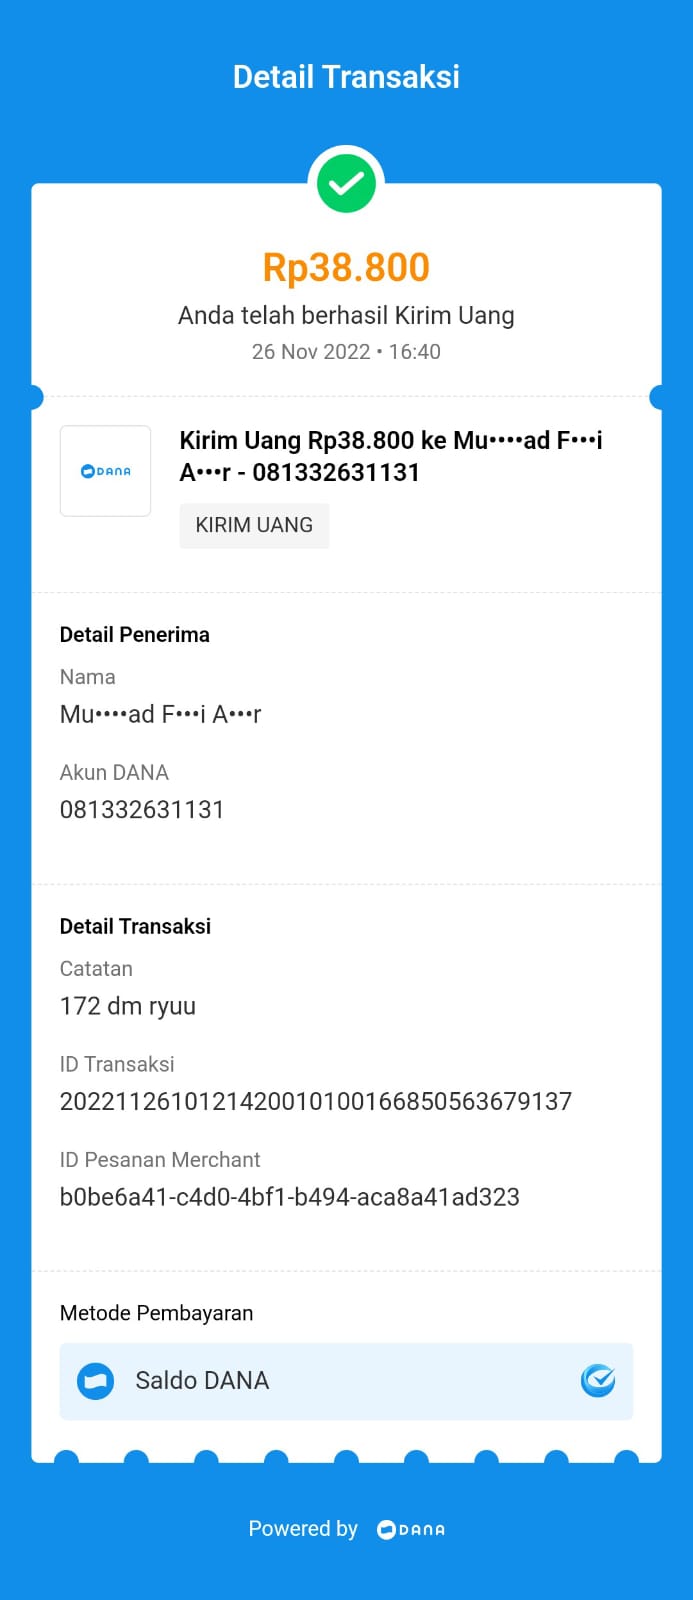 Detail Transaksi
Rp38.800
Anda telah berhasil Kirim Uang
26 Nov 2022 • 16:40
DANA
Kirim Uang Rp38.800 ke Mu••••ad F•••i
A•••r - 081332631131
KIRIM UANG
Detail Penerima
Nama
Mu••••ad F•••i A•••r
Akun DANA
081332631131
Detail Transaksi
Catatan
172 dm ryuu
ID Transaksi
2022112610121420010100166850563679137
ID Pesanan Merchant
b0be6a41-c4d0-4bf1-b494-aca8a41ad323
Metode Pembayaran
Saldo DANA
Powered by DANA